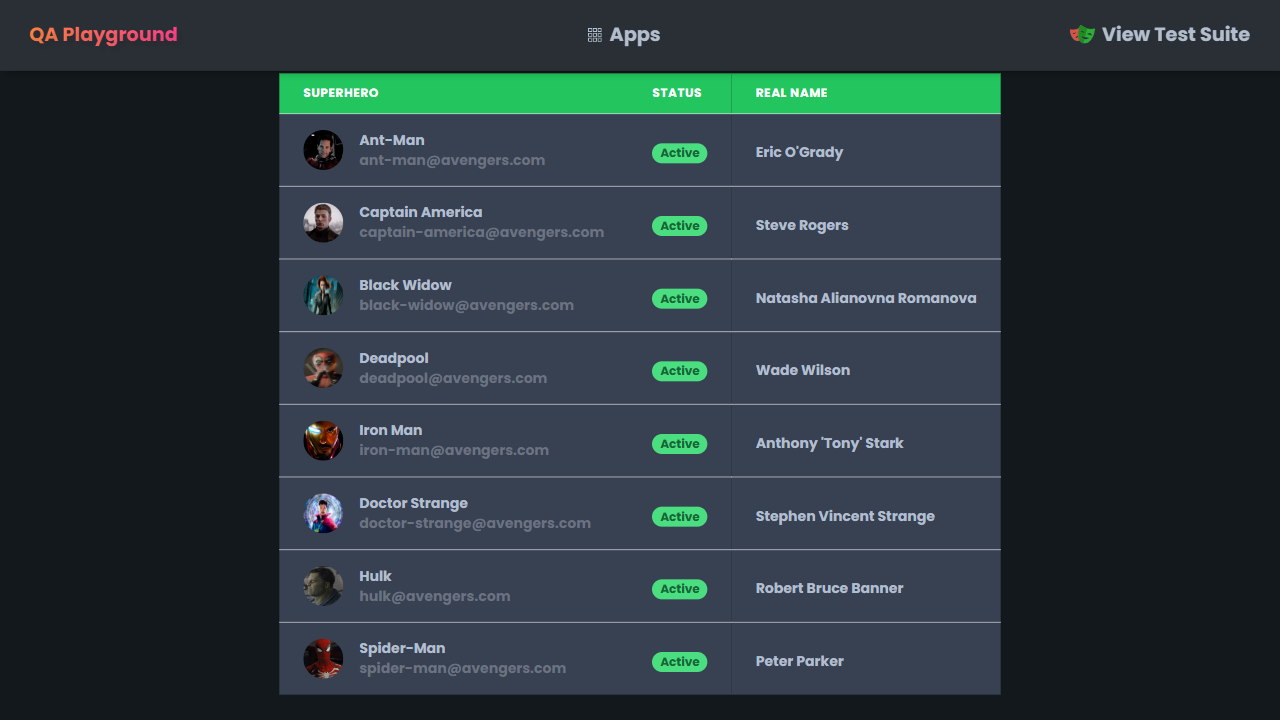 QA Playground
Apps
View Test Suite
SUPERHERO STATUS REAL NAME
Ant-Man
ant-man@avengers.com
Active
Eric O'Grady
Captain America
captain-america@avengers.com
Active
Steve Rogers
Black Widow
black-widow@avengers.com
Active
Natasha Alianovna Romanova
Deadpool
deadpool@avengers.com
Active
Wade Wilson
Iron Man
iron-man@avengers.com
Active
Anthony 'Tony' Stark
Doctor Strange
doctor-strange@avengers.com
Active
Stephen Vincent Strange
Hulk
hulk@avengers.com
Active
Robert Bruce Banner
Spider-Man
spider-man@avengers.com
Active
Peter Parker